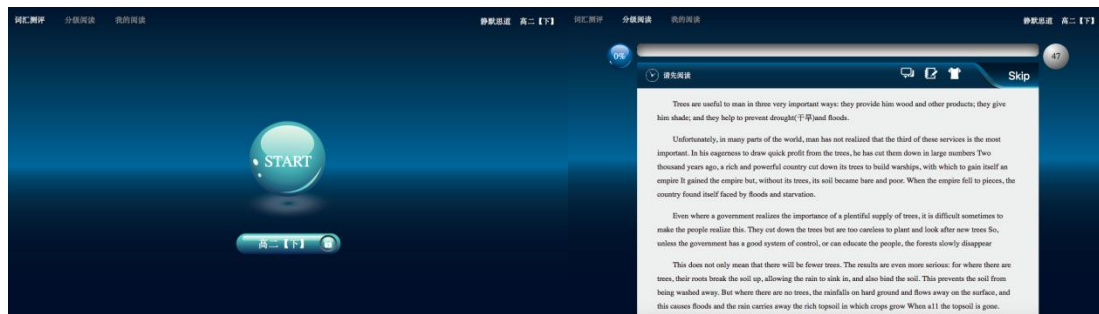 词汇测评 分级阅读 我的阅读 静默思道 高二【下】
START
高二【下】
词汇测评 分级阅读 我的阅读 静默思道 高二【下】
0% 47
请先阅读 Skip
Trees are useful to man in three very important ways: they provide him wood and other products; they give
him shade; and they help to prevent drought(干旱)and floods.
Unfortunately, in many parts of the world, man has not realized that the third of these services is the most
important. In his eagerness to draw quick profit from the trees, he has cut them down in large numbers Two
thousand years ago, a rich and powerful country cut down its trees to build warships, with which to gain itself an
empire It gained the empire but, without its trees, its soil became bare and poor. When the empire fell to pieces, the
country found itself faced by floods and starvation.
Even where a government realizes the importance of a plentiful supply of trees, it is difficult sometimes to
make the people realize this. They cut down the trees but are too careless to plant and look after new trees So,
unless the government has a good system of control, or can educate the people, the forests slowly disappear
This does not only mean that there will be fewer trees. The results are even more serious: for where there are
trees, their roots break the soil up, allowing the rain to sink in, and also bind the soil. This prevents the soil from
being washed away. But where there are no trees, the rainfalls on hard ground and flows away on the surface, and
this causes floods and the rain carries away the rich topsoil in which crops grow When a11 the topsoil is gone.